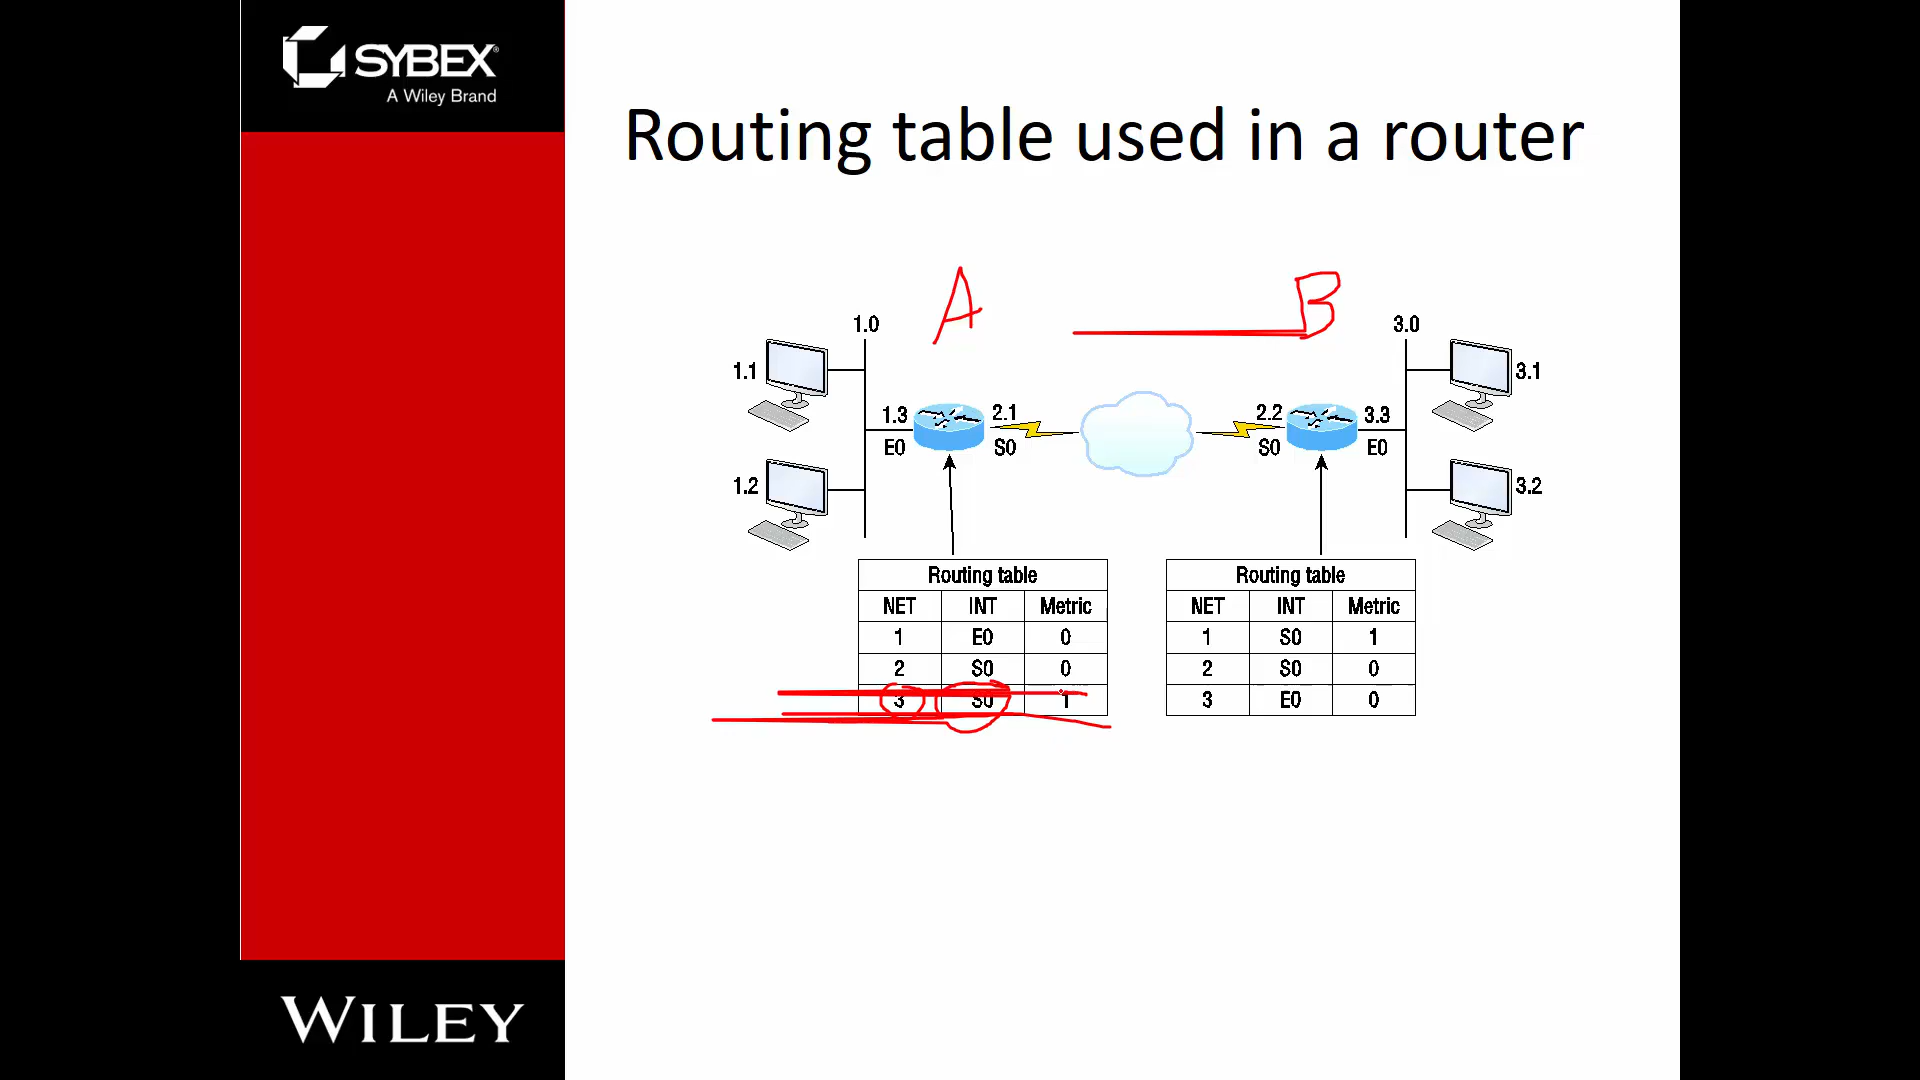 SYBEX®
A Wiley Brand
Routing table used in a router
A
B
1.0
3.0
1.1
3.1
1.3
2.1
2.2
3.3
E0
S0
S0
E0
1.2
3.2
Routing table
NET INT Metric
1 E0 0
2 S0 0
3 S0 1
Routing table
NET INT Metric
1 S0 1
2 S0 0
3 E0 0
WILEY